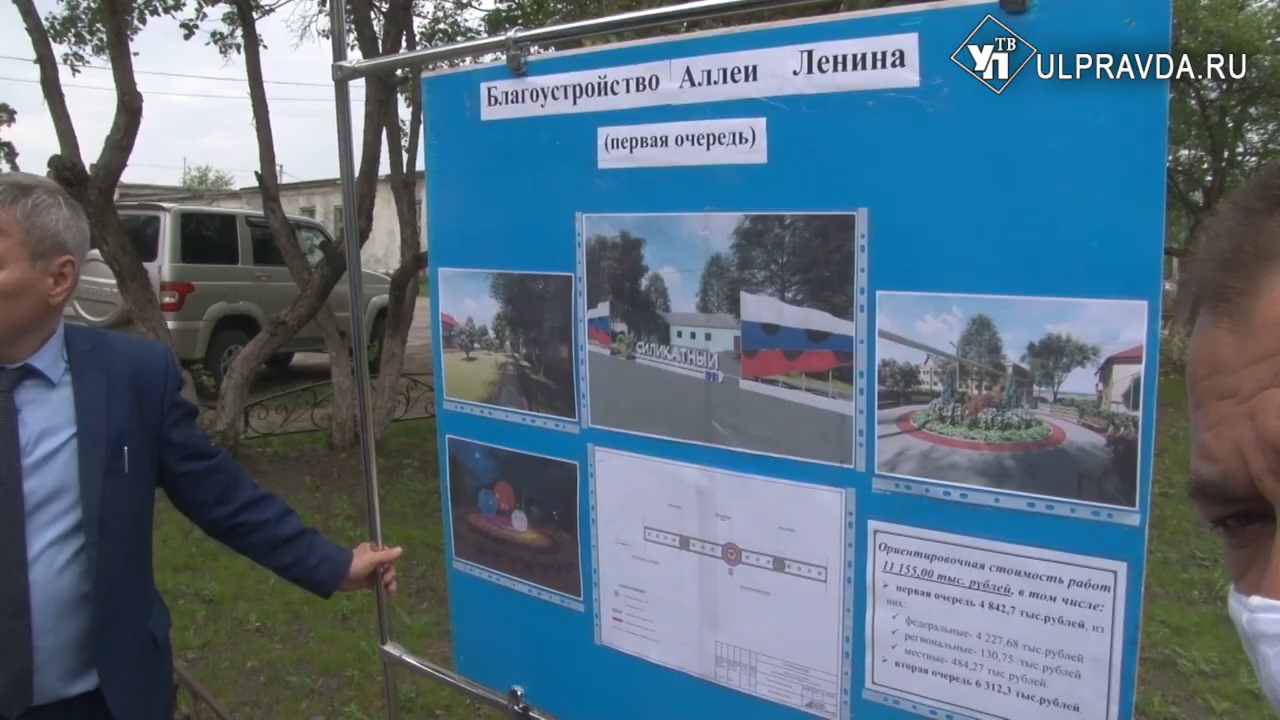 УП ТВ ULPRAVDA.RU
Благоустройство Аллеи Ленина
(первая очередь)
СИЛИКАТНЫЙ
Ориентировочная стоимость работ
11 155,00 тыс. рублей, в том числе:
➢ первая очередь 4 842,7 тыс.рублей, из
них:
✓ федеральные- 4 227,68 тыс.рублей
✓ региональные- 130,75 тыс.рублей
✓ местные- 484,27 тыс рублей.
➢ вторая очередь 6 312,3 тыс.рублей